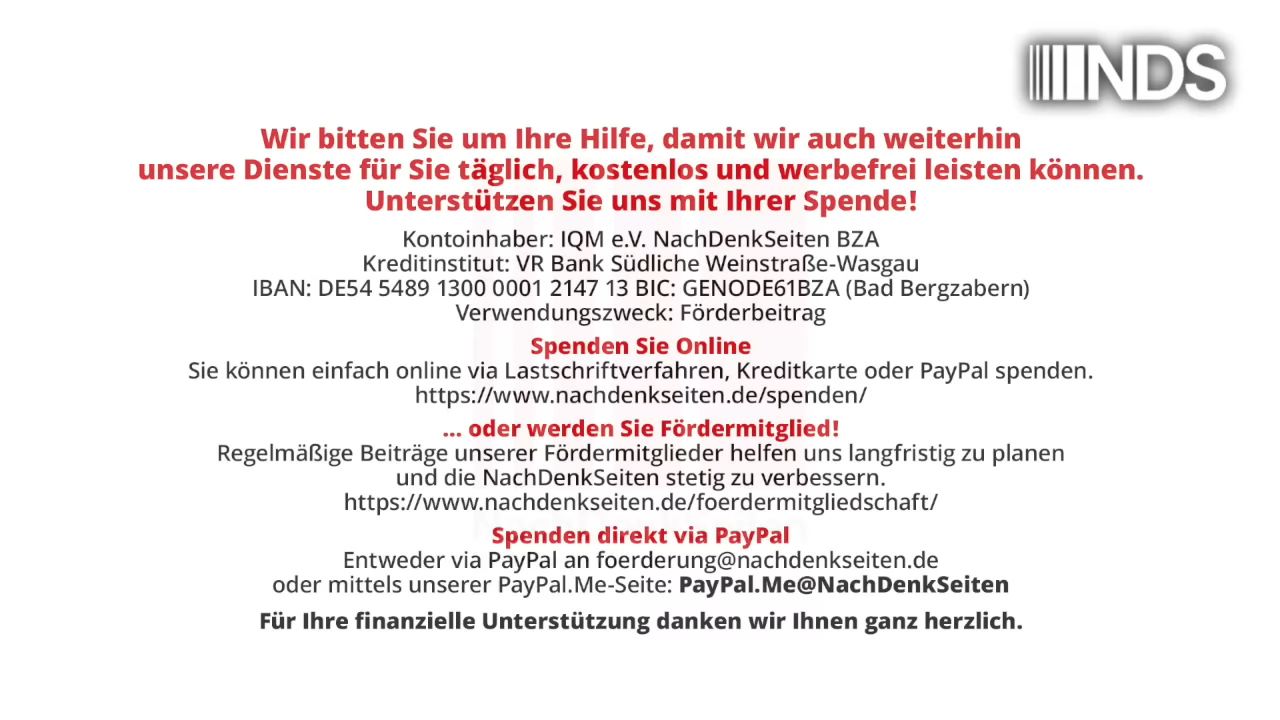 NDS
Wir bitten Sie um Ihre Hilfe, damit wir auch weiterhin
unsere Dienste für Sie täglich, kostenlos und werbefrei leisten können.
Unterstützen Sie uns mit Ihrer Spende!
Kontoinhaber: IQM e.V. NachDenkSeiten BZA
Kreditinstitut: VR Bank Südliche Weinstraße-Wasgau
IBAN: DE54 5489 1300 0001 2147 13 BIC: GENODE61BZA (Bad Bergzabern)
Verwendungszweck: Förderbeitrag
Spenden Sie Online
Sie können einfach online via Lastschriftverfahren, Kreditkarte oder PayPal spenden.
https://www.nachdenkseiten.de/spenden/
... oder werden Sie Fördermitglied!
Regelmäßige Beiträge unserer Fördermitglieder helfen uns langfristig zu planen
und die NachDenkSeiten stetig zu verbessern.
https://www.nachdenkseiten.de/foerdermitgliedschaft/
Spenden direkt via PayPal
Entweder via PayPal an foerderung@nachdenkseiten.de
oder mittels unserer PayPal.Me-Seite: PayPal.Me@NachDenkSeiten
Für Ihre finanzielle Unterstützung danken wir Ihnen ganz herzlich.